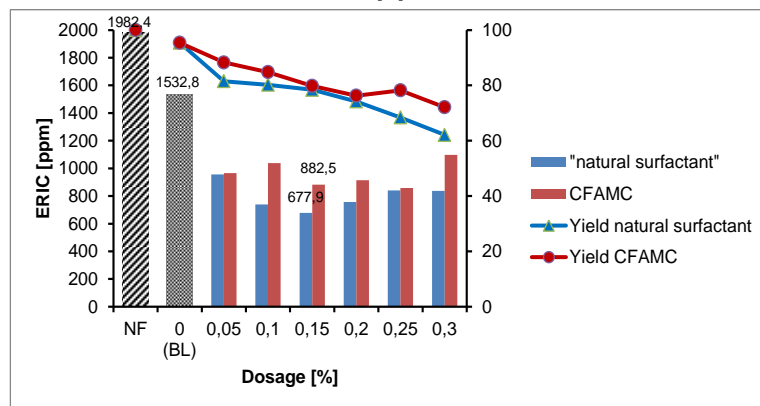 1982,4
2000
1800
1600
1400
1200
1000
800
600
400
200
0
ERIC [ppm]
1532,8
882,5
677,9
100
80
60
40
20
0
NF 0 0,05 0,1 0,15 0,2 0,25 0,3
(BL)
Dosage [%]
"natural surfactant"
CFAMC
Yield natural surfactant
Yield CFAMC